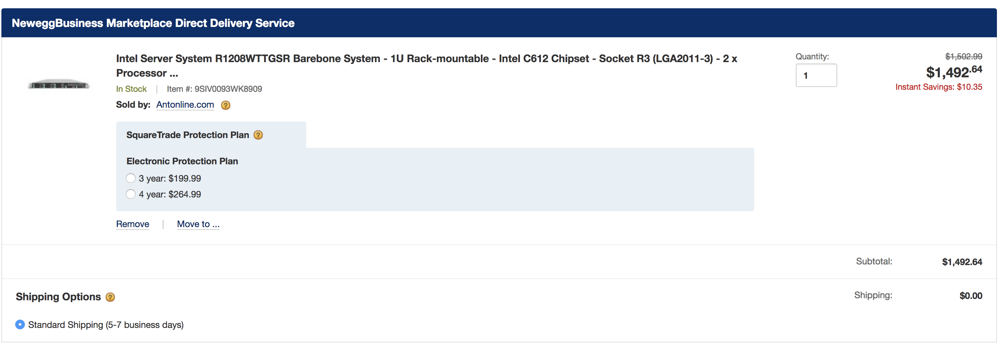 NeweggBusiness Marketplace Direct Delivery Service
Intel Server System R1208WTTGSR Barebone System - 1U Rack-mountable - Intel C612 Chipset - Socket R3 (LGA2011-3) - 2 x
Processor ...
In Stock | Item #: 9SIV0093WK8909
Sold by: Antonline.com ?
Quantity:
1
$1,502.99
$1,492.64
Instant Savings: $10.35
SquareTrade Protection Plan ?
Electronic Protection Plan
3 year: $199.99
4 year: $264.99
Remove | Move to ...
Subtotal: $1,492.64
Shipping Options ?
Shipping: $0.00
Standard Shipping (5-7 business days)